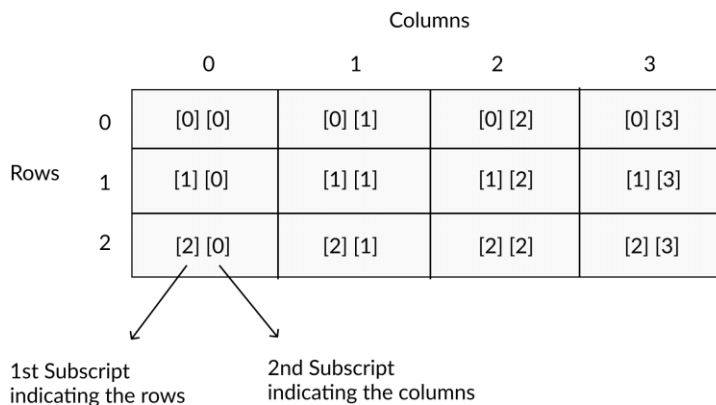 Columns
0 1 2 3
0 [0] [0] [0] [1] [0] [2] [0] [3]
Rows 1 [1] [0] [1] [1] [1] [2] [1] [3]
2 [2] [0] [2] [1] [2] [2] [2] [3]
1st Subscript
indicating the rows
2nd Subscript
indicating the columns